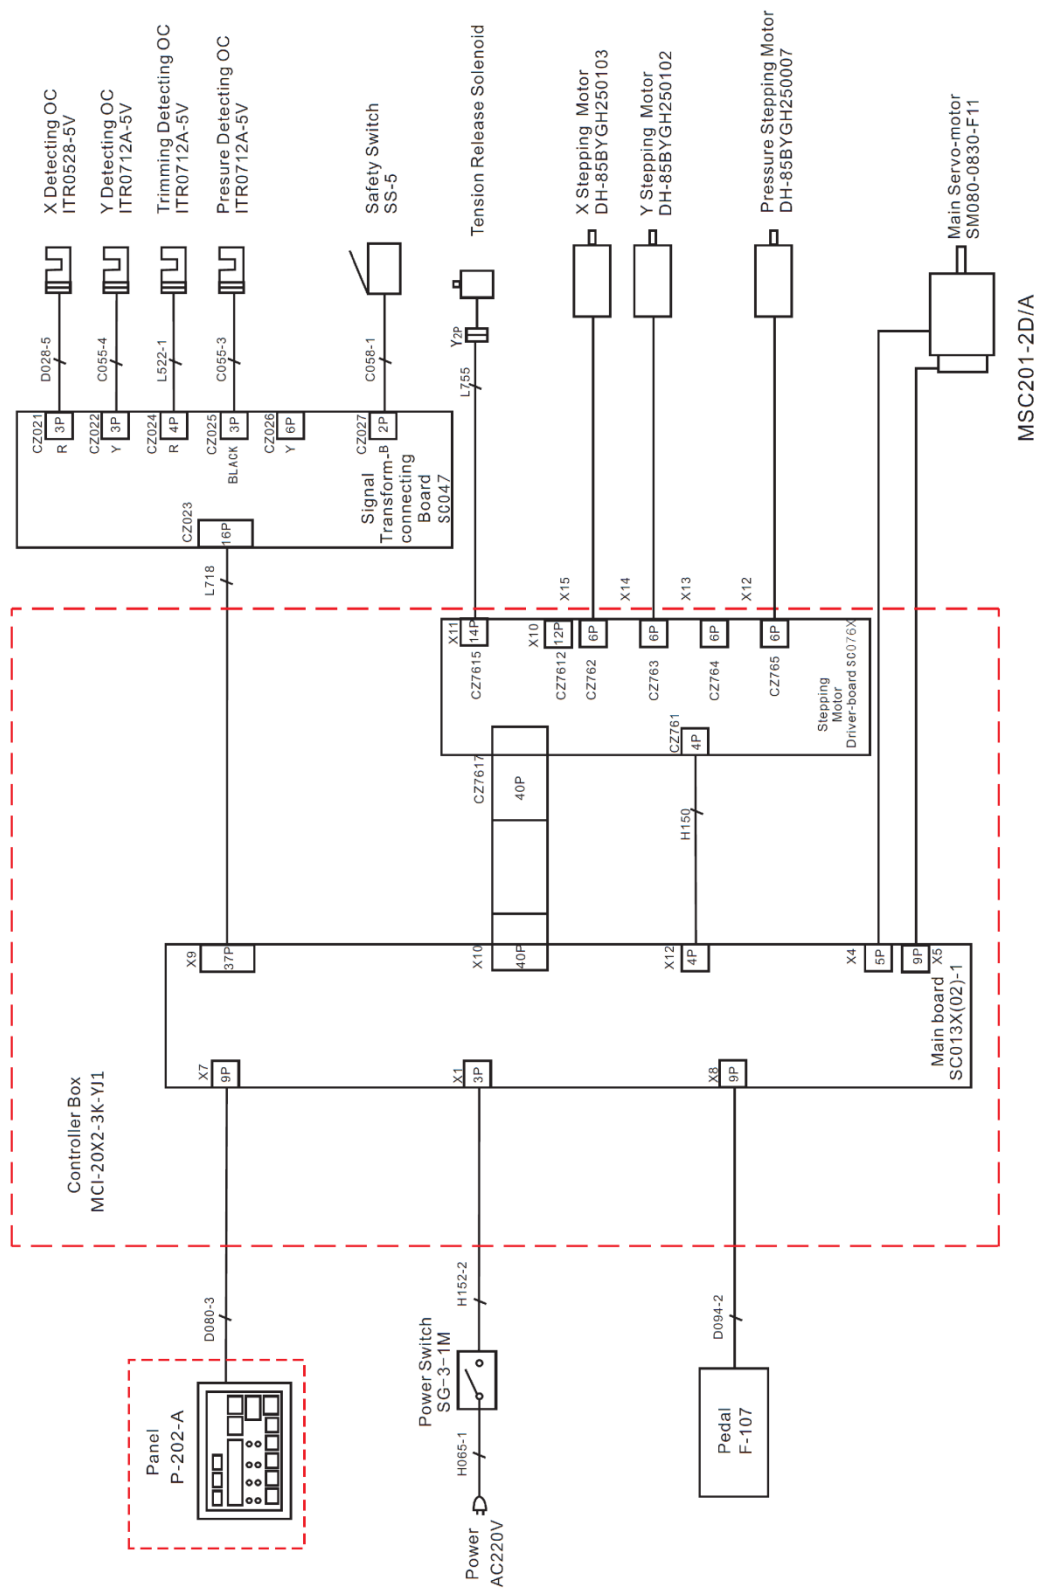 X Detecting OC
ITR0528-5V
Y Detecting OC
ITR0712A-5V
Trimming Detecting OC
ITR0712A-5V
Presure Detecting OC
ITR0712A-5V
Safety Switch
SS-5
Tension Release Solenoid
X Stepping Motor
DH-85BYGH250103
Y Stepping Motor
DH-85BYGH250102
Pressure Stepping Motor
DH-85BYGH250007
Main Servo-motor
SM080-0830-F11
MSC201-2D/A
D028-5
C055-4
L522-1
C055-3
C058-1
Y2P
L755
CZ021
3P
R
CZ022
3P
Y
CZ024
4P
R
CZ025
3P
BLACK
CZ026
6P
Y
CZ027
2P
B
CZ023
16P
Signal
Transform-
connecting
Board
SC047
L718
X11
14P
CZ7615
X10
12P
CZ7612
X15
6P
CZ762
X14
6P
CZ763
X13
6P
CZ764
X12
6P
CZ765
CZ7617
40P
CZ761
4P
Stepping
Motor
Driver-board SC076X
H150
X9
37P
X10
40P
X12
4P
X4
5P
9P
X5
X7
9P
X1
3P
X8
9P
Main board
SC013X(02)-1
Controller Box
MCI-20X2-3K-YJ1
D080-3
H152-2
D094-2
Panel
P-202-A
Power Switch
SG-3-1M
H065-1
Power
AC220V
Pedal
F-107